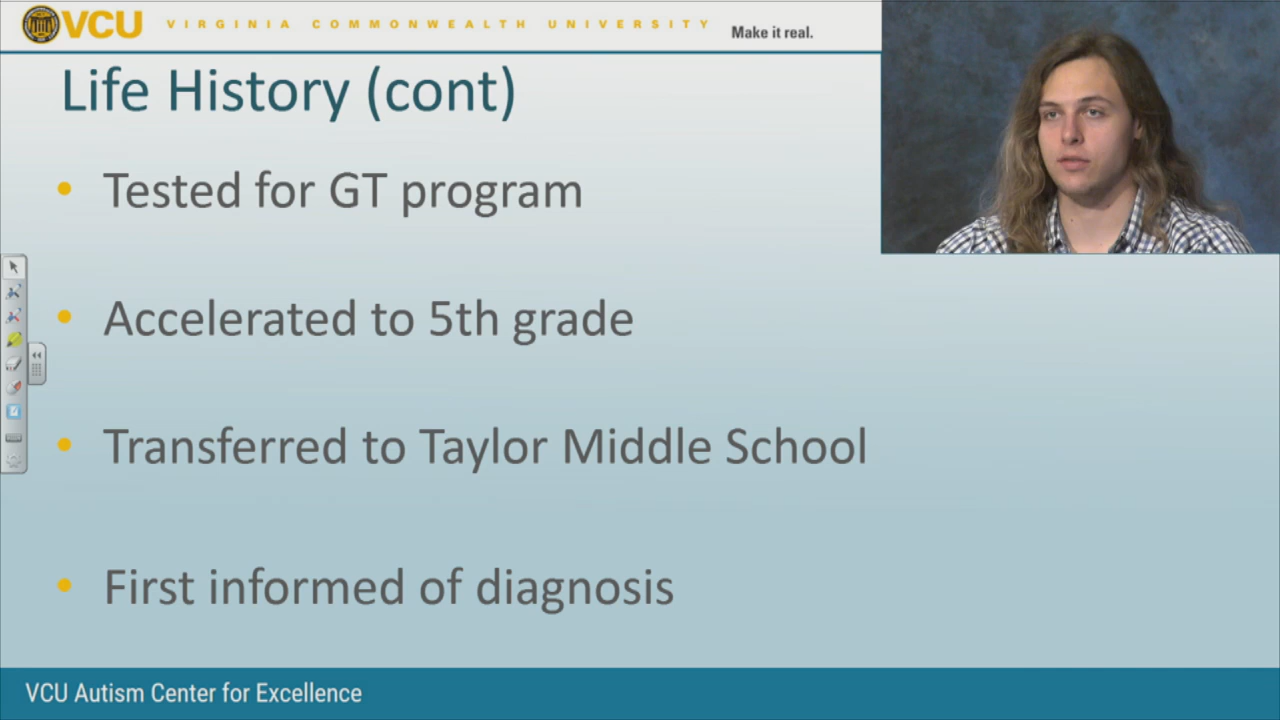 VCU VIRGINIA COMMONWEALTH UNIVERSITY Make it real.
Life History (cont)
• Tested for GT program
• Accelerated to 5th grade
• Transferred to Taylor Middle School
• First informed of diagnosis
VCU Autism Center for Excellence